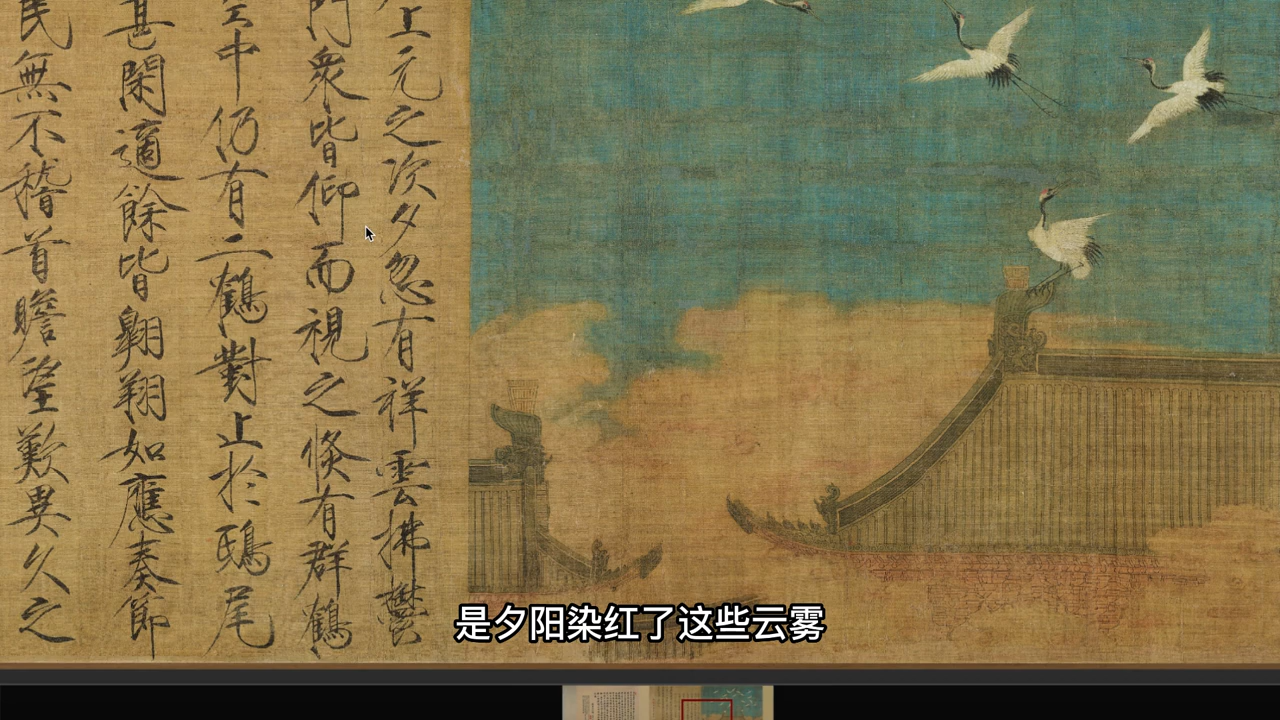 上元之次夕忽有祥雲拂鬱
門衆皆仰而視之倏有群鶴
空中仍有二鶴對止於鴟尾
甚閑適餘皆翺翔如應奏節
民無不稽首瞻望歎異久之
是夕阳染红了这些云雾